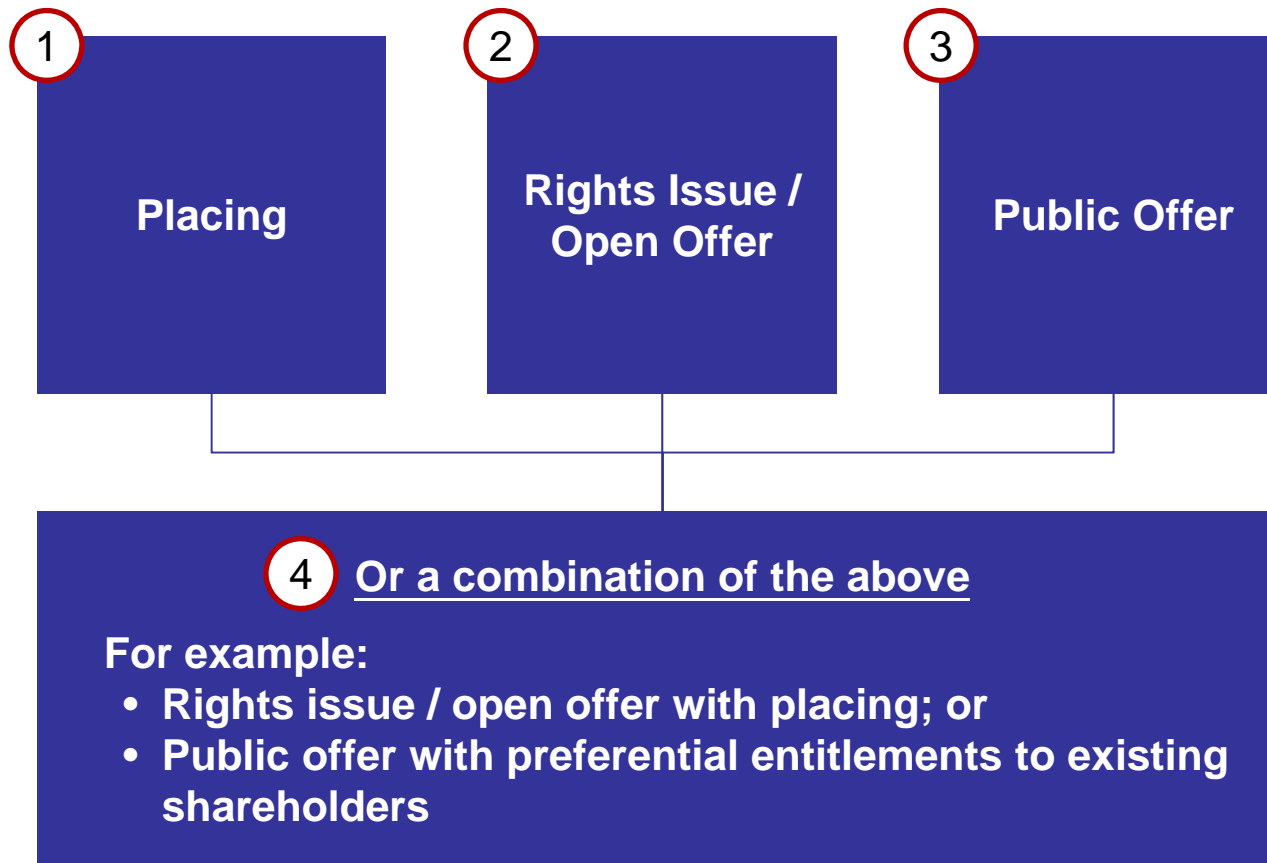 1
Placing
2
Rights Issue /
Open Offer
3
Public Offer
4 Or a combination of the above
For example:
• Rights issue / open offer with placing; or
• Public offer with preferential entitlements to existing
shareholders